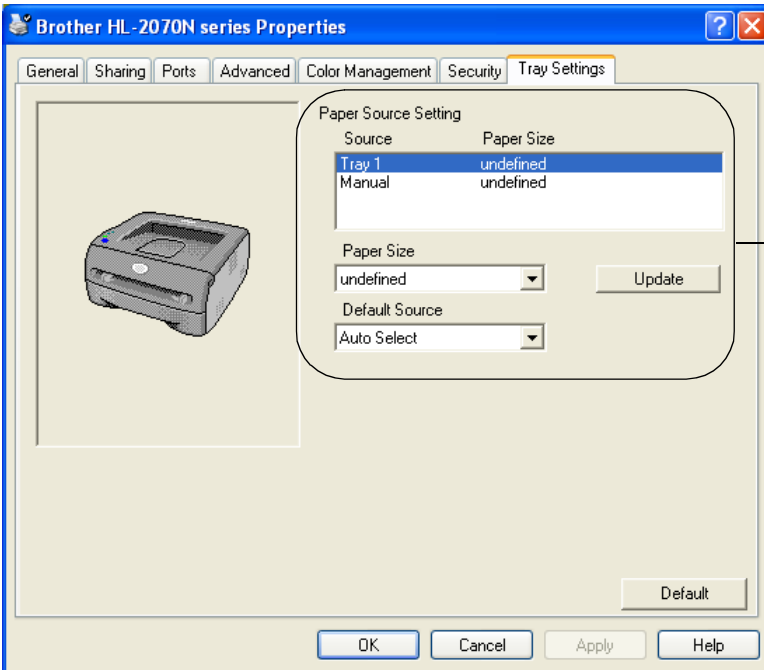 Brother HL-2070N series Properties
General Sharing Ports Advanced Color Management Security Tray Settings
Paper Source Setting
Source Paper Size
Tray 1 undefined
Manual undefined
Paper Size
undefined Update
Default Source
Auto Select
Default
OK Cancel Apply Help